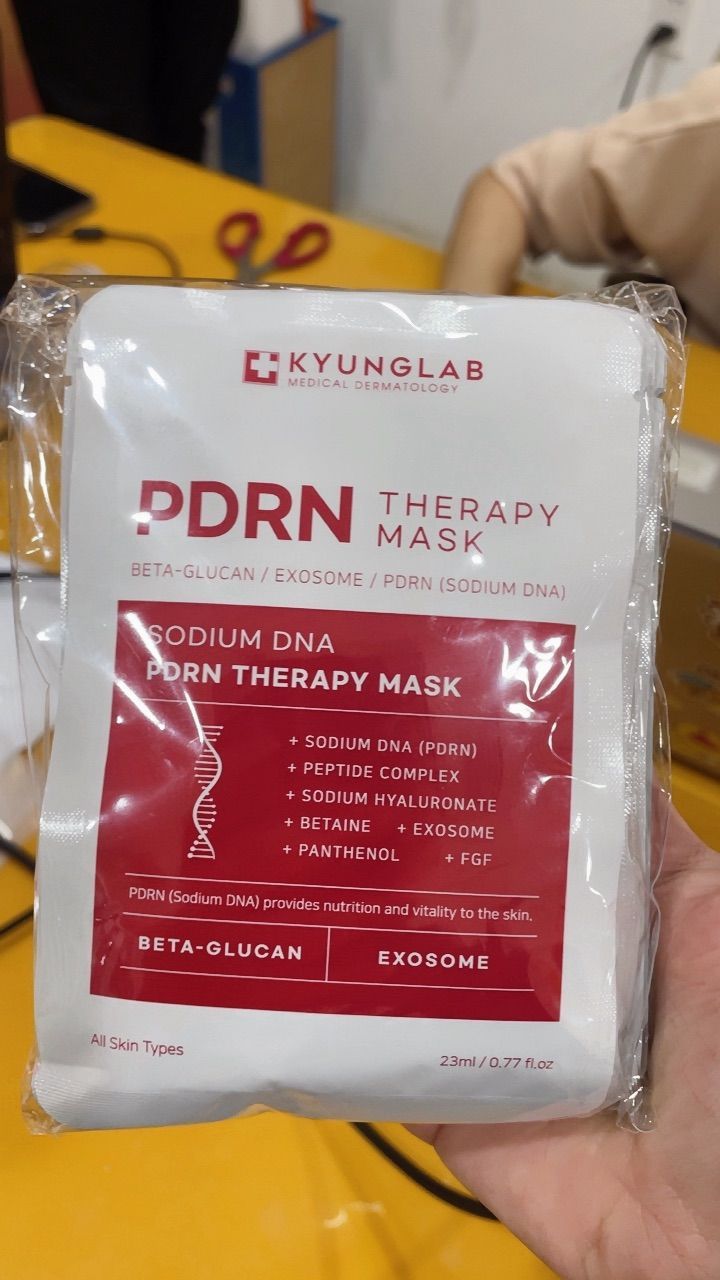 KYUNGLAB
MEDICAL DERMATOLOGY
PDRN THERAPY MASK
BETA-GLUCAN / EXOSOME / PDRN (SODIUM DNA)
SODIUM DNA
PDRN THERAPY MASK
+ SODIUM DNA (PDRN)
+ PEPTIDE COMPLEX
+ SODIUM HYALURONATE
+ BETAINE + EXOSOME
+ PANTHENOL + FGF
PDRN (Sodium DNA) provides nutrition and vitality to the skin.
BETA-GLUCAN EXOSOME
All Skin Types 23ml / 0.77 fl.oz